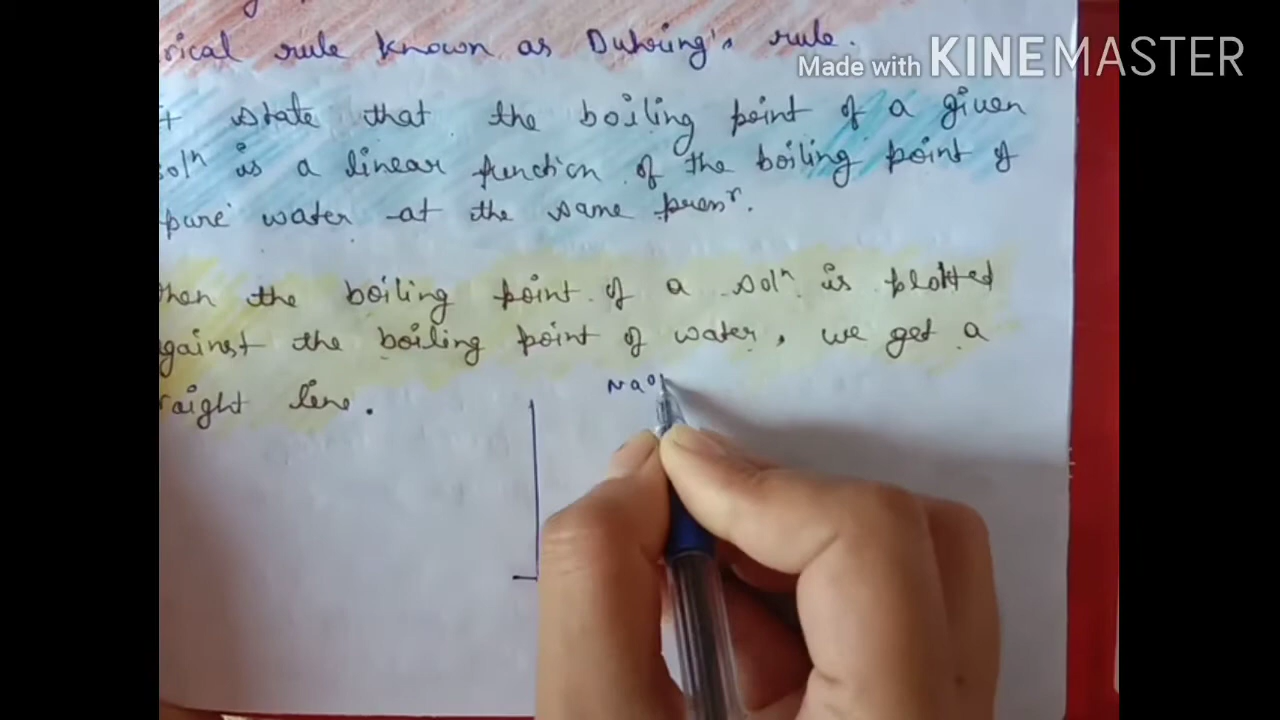 rical rule known as Duhring's rule.
Made with KINEMASTER
t state that the boiling point of a given
solⁿ is a linear function of the boiling point of
pure water at the same presrʳ.
hen the boiling point of a solⁿ is plotted
gainst the boiling point of water, we get a
raight line.
NaOH